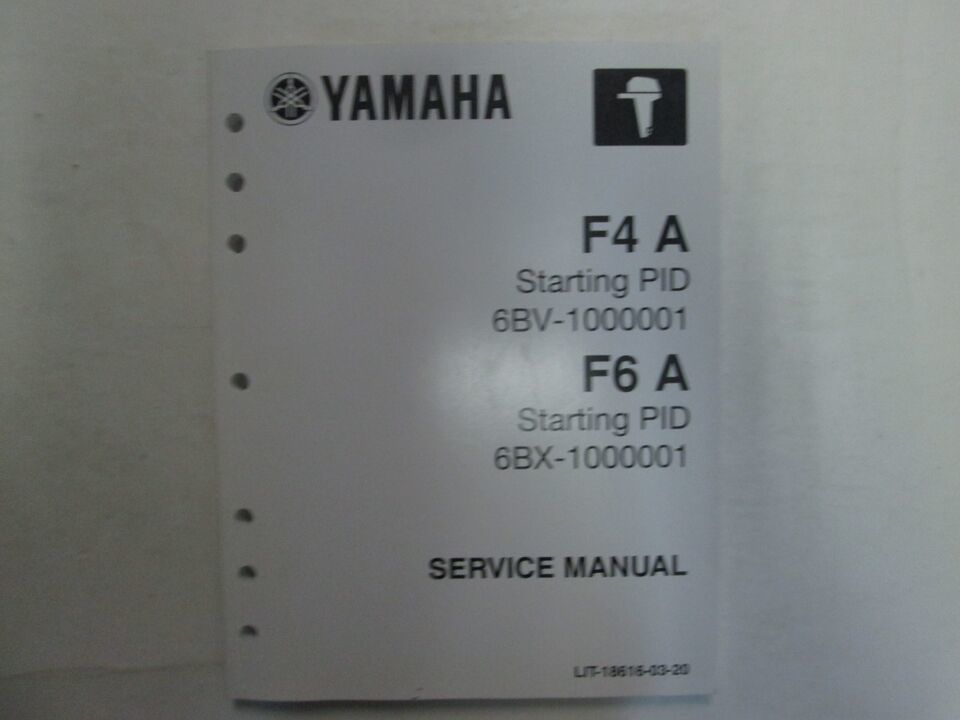 YAMAHA
F4 A
Starting PID
6BV-1000001
F6 A
Starting PID
6BX-1000001
SERVICE MANUAL
LIT-18616-03-20